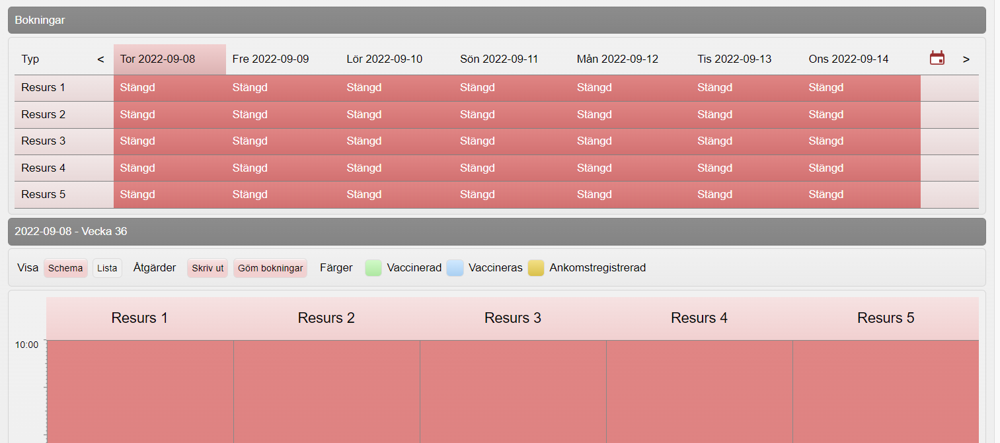 Bokningar
Typ < Tor 2022-09-08 Fre 2022-09-09 Lör 2022-09-10 Sön 2022-09-11 Mån 2022-09-12 Tis 2022-09-13 Ons 2022-09-14 >
Resurs 1 Stängd Stängd Stängd Stängd Stängd Stängd Stängd
Resurs 2 Stängd Stängd Stängd Stängd Stängd Stängd Stängd
Resurs 3 Stängd Stängd Stängd Stängd Stängd Stängd Stängd
Resurs 4 Stängd Stängd Stängd Stängd Stängd Stängd Stängd
Resurs 5 Stängd Stängd Stängd Stängd Stängd Stängd Stängd
2022-09-08 - Vecka 36
Visa Schema Lista Åtgärder Skriv ut Göm bokningar Färger Vaccinerad Vaccineras Ankomstregistrerad
Resurs 1 Resurs 2 Resurs 3 Resurs 4 Resurs 5
10:00